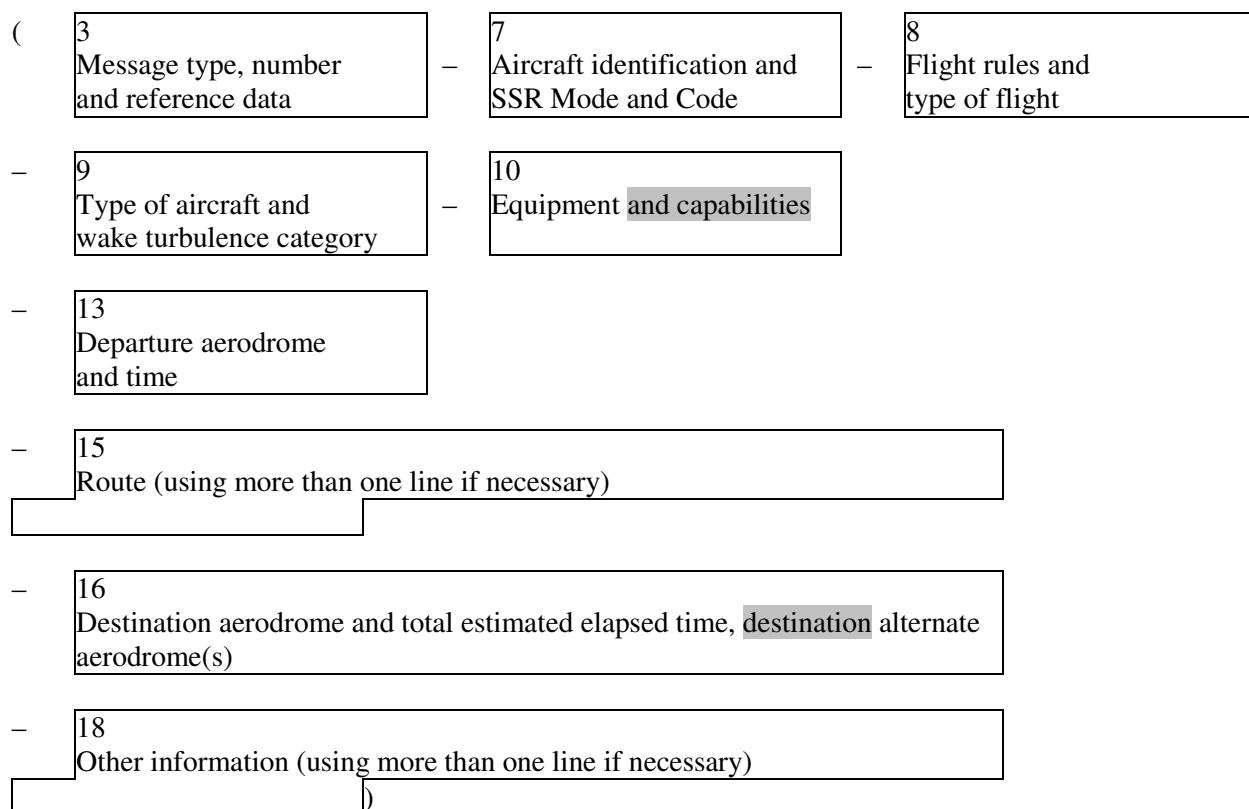 ( 3 7 8
Message type, number – Aircraft identification and – Flight rules and
and reference data SSR Mode and Code type of flight
– 9 10
Type of aircraft and – Equipment and capabilities
wake turbulence category
– 13
Departure aerodrome
and time
– 15
Route (using more than one line if necessary)
– 16
Destination aerodrome and total estimated elapsed time, destination alternate
aerodrome(s)
– 18
Other information (using more than one line if necessary)
)